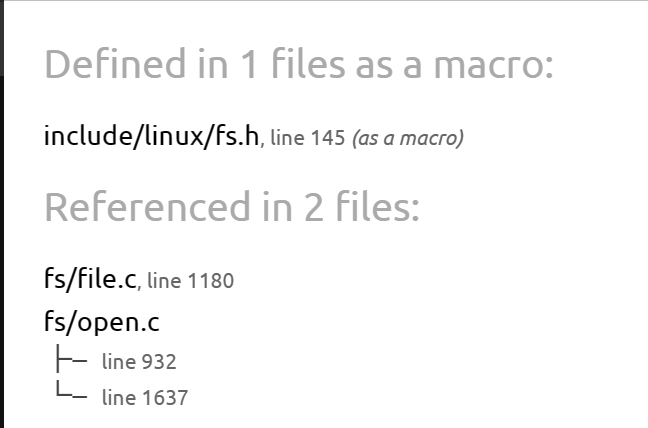 Defined in 1 files as a macro:
include/linux/fs.h, line 145 (as a macro)
Referenced in 2 files:
fs/file.c, line 1180
fs/open.c
├─ line 932
└─ line 1637